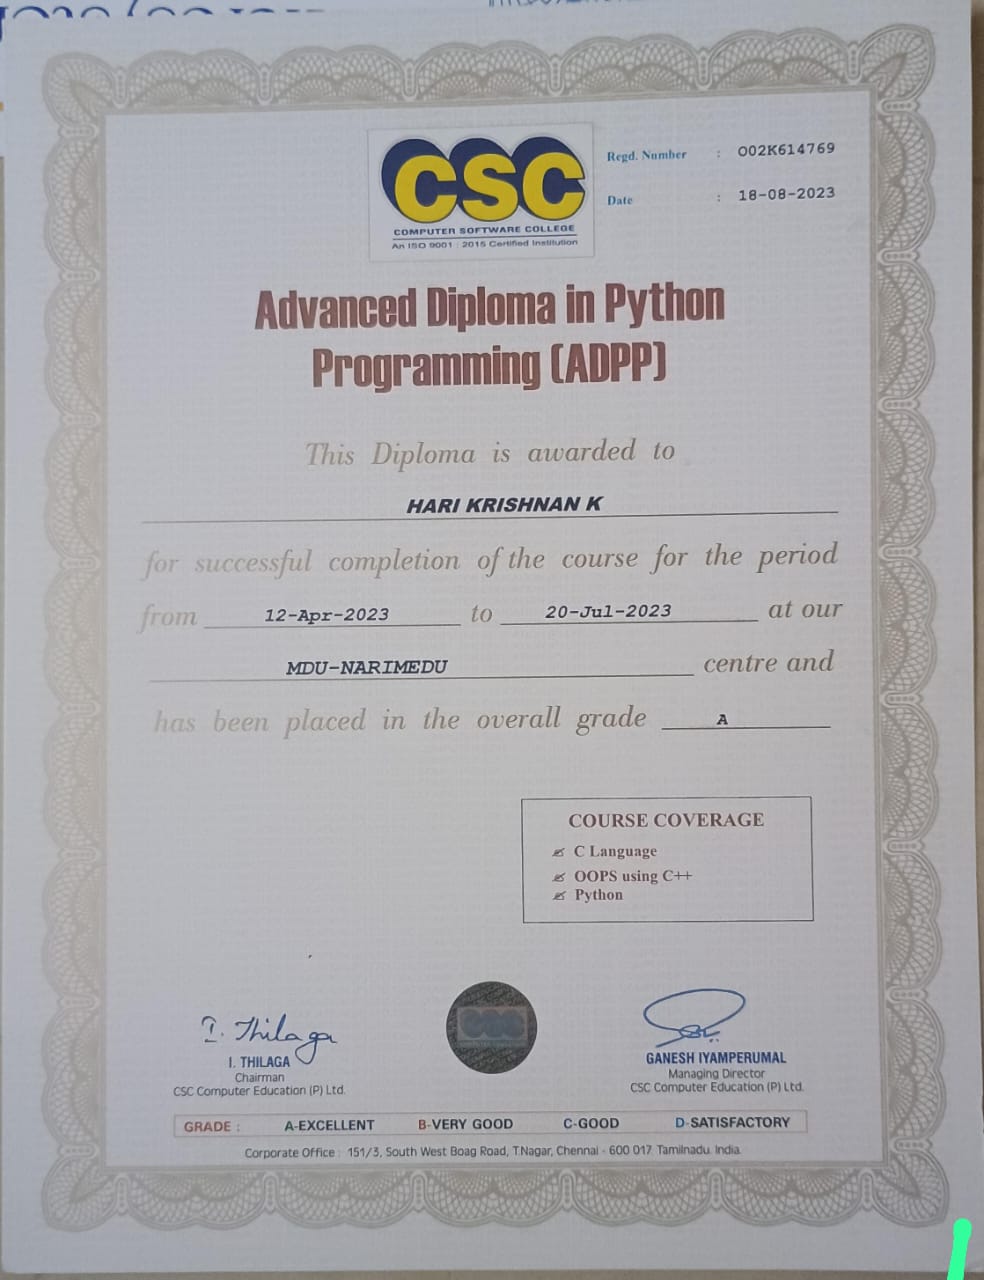 CSC
COMPUTER SOFTWARE COLLEGE
An ISO 9001 : 2015 Certified Institution
Regd. Number : O02K614769
Date : 18-08-2023
Advanced Diploma in Python
Programming (ADPP)
This Diploma is awarded to
HARI KRISHNAN K
for successful completion of the course for the period
from 12-Apr-2023 to 20-Jul-2023 at our
MDU-NARIMEDU centre and
has been placed in the overall grade A
COURSE COVERAGE
C Language
OOPS using C++
Python
I. Thilaga
I. THILAGA
Chairman
CSC Computer Education (P) Ltd.
CSC
GANESH IYAMPERUMAL
Managing Director
CSC Computer Education (P) Ltd.
GRADE : A-EXCELLENT B-VERY GOOD C-GOOD D-SATISFACTORY
Corporate Office : 151/3, South West Boag Road, T.Nagar, Chennai - 600 017. Tamilnadu. India.